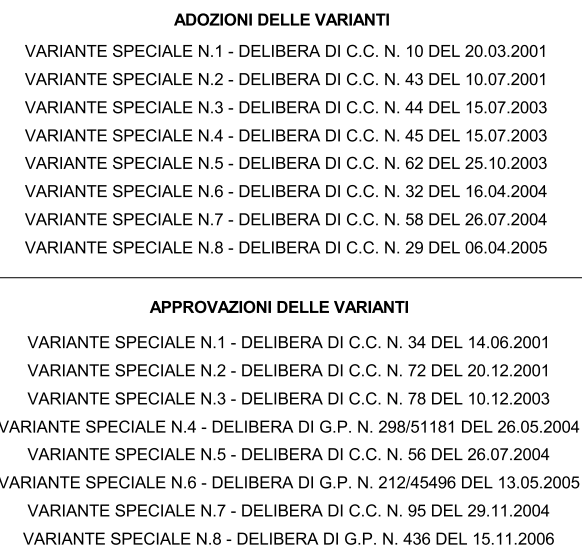 ADOZIONI DELLE VARIANTI
VARIANTE SPECIALE N.1 - DELIBERA DI C.C. N. 10 DEL 20.03.2001
VARIANTE SPECIALE N.2 - DELIBERA DI C.C. N. 43 DEL 10.07.2001
VARIANTE SPECIALE N.3 - DELIBERA DI C.C. N. 44 DEL 15.07.2003
VARIANTE SPECIALE N.4 - DELIBERA DI C.C. N. 45 DEL 15.07.2003
VARIANTE SPECIALE N.5 - DELIBERA DI C.C. N. 62 DEL 25.10.2003
VARIANTE SPECIALE N.6 - DELIBERA DI C.C. N. 32 DEL 16.04.2004
VARIANTE SPECIALE N.7 - DELIBERA DI C.C. N. 58 DEL 26.07.2004
VARIANTE SPECIALE N.8 - DELIBERA DI C.C. N. 29 DEL 06.04.2005
APPROVAZIONI DELLE VARIANTI
VARIANTE SPECIALE N.1 - DELIBERA DI C.C. N. 34 DEL 14.06.2001
VARIANTE SPECIALE N.2 - DELIBERA DI C.C. N. 72 DEL 20.12.2001
VARIANTE SPECIALE N.3 - DELIBERA DI C.C. N. 78 DEL 10.12.2003
VARIANTE SPECIALE N.4 - DELIBERA DI G.P. N. 298/51181 DEL 26.05.2004
VARIANTE SPECIALE N.5 - DELIBERA DI C.C. N. 56 DEL 26.07.2004
VARIANTE SPECIALE N.6 - DELIBERA DI G.P. N. 212/45496 DEL 13.05.2005
VARIANTE SPECIALE N.7 - DELIBERA DI C.C. N. 95 DEL 29.11.2004
VARIANTE SPECIALE N.8 - DELIBERA DI G.P. N. 436 DEL 15.11.2006